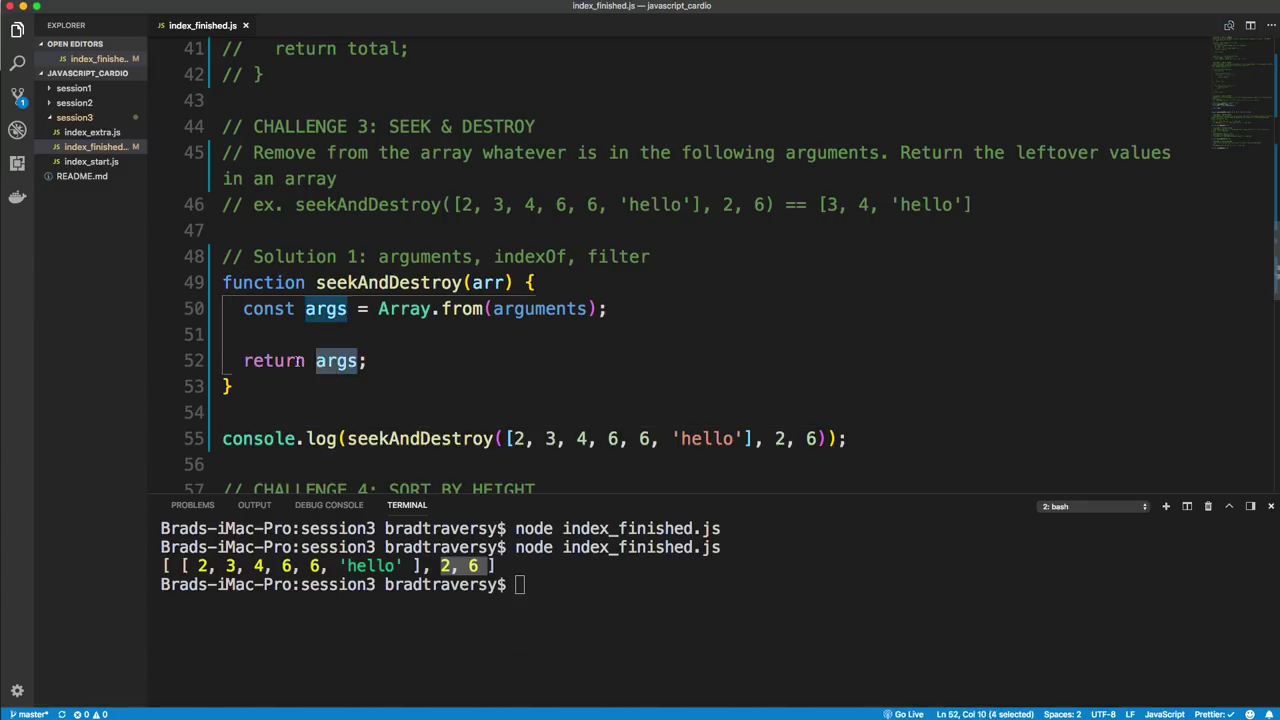 index_finished.js — javascript_cardio
EXPLORER
index_finished.js ×
OPEN EDITORS
index_finishe.. M
JAVASCRIPT_CARDIO
session1
session2
session3
index_extra.js
index_finished.. M
index_start.js
README.md
1
41 //   return total;
42 // }
43
44 // CHALLENGE 3: SEEK & DESTROY
45 // Remove from the array whatever is in the following arguments. Return the leftover values
in an array
46 // ex. seekAndDestroy([2, 3, 4, 6, 6, 'hello'], 2, 6) == [3, 4, 'hello']
47
48 // Solution 1: arguments, indexOf, filter
49 function seekAndDestroy(arr) {
50   const args = Array.from(arguments);
51
52   return args;
53 }
54
55 console.log(seekAndDestroy([2, 3, 4, 6, 6, 'hello'], 2, 6));
56
57 // CHALLENGE 4: SORT BY HEIGHT
PROBLEMS OUTPUT DEBUG CONSOLE TERMINAL 2: bash
Brads-iMac-Pro:session3 bradtraversy$ node index_finished.js
Brads-iMac-Pro:session3 bradtraversy$ node index_finished.js
[ [ 2, 3, 4, 6, 6, 'hello' ], 2, 6 ]
Brads-iMac-Pro:session3 bradtraversy$
master* 0 0 Go Live Ln 52, Col 10 (4 selected) Spaces: 2 UTF-8 LF JavaScript Prettier: ✓